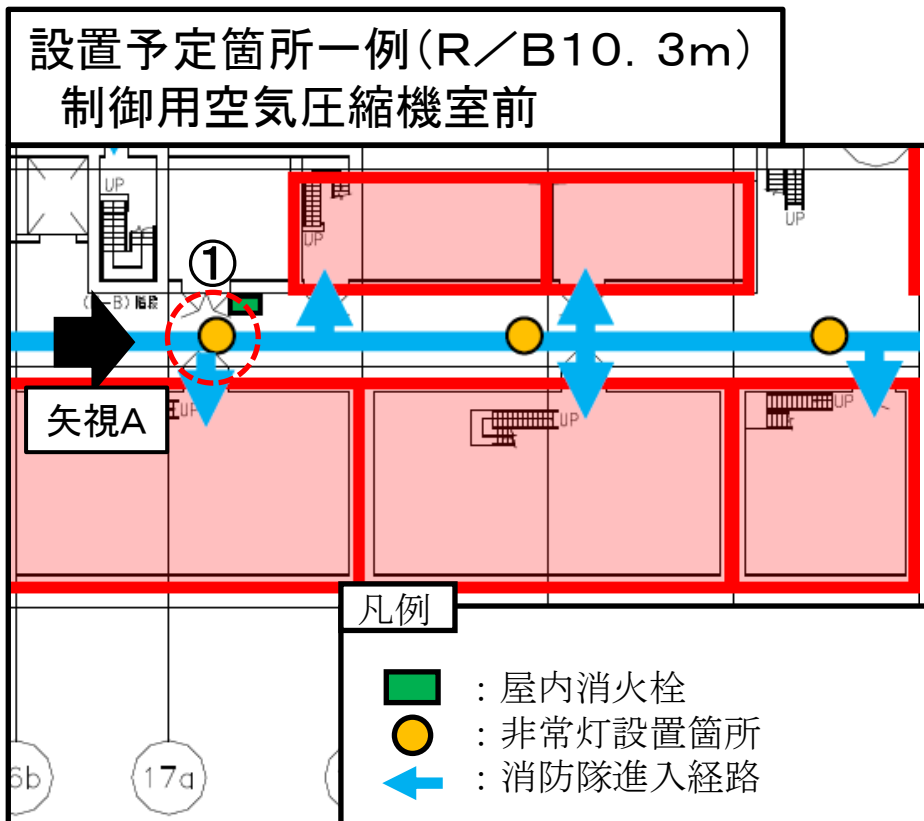 設置予定箇所一例(R/B10.3m)
制御用空気圧縮機室前
UP
UP
UP
①
階段
矢視A
UP
UP
UP
凡例
：屋内消火栓
：非常灯設置箇所
：消防隊進入経路
6b
17a